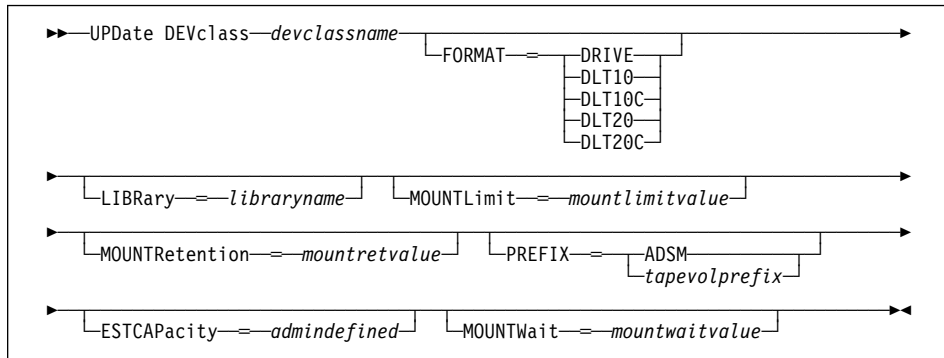 UPDate DEVclass devclassname
FORMAT = DRIVE
DLT10
DLT10C
DLT20
DLT20C
LIBRary = libraryname MOUNTLimit = mountlimitvalue
MOUNTRetention = mountretvalue PREFIX = ADSM
tapevolprefix
ESTCAPacity = admindefined MOUNTWait = mountwaitvalue